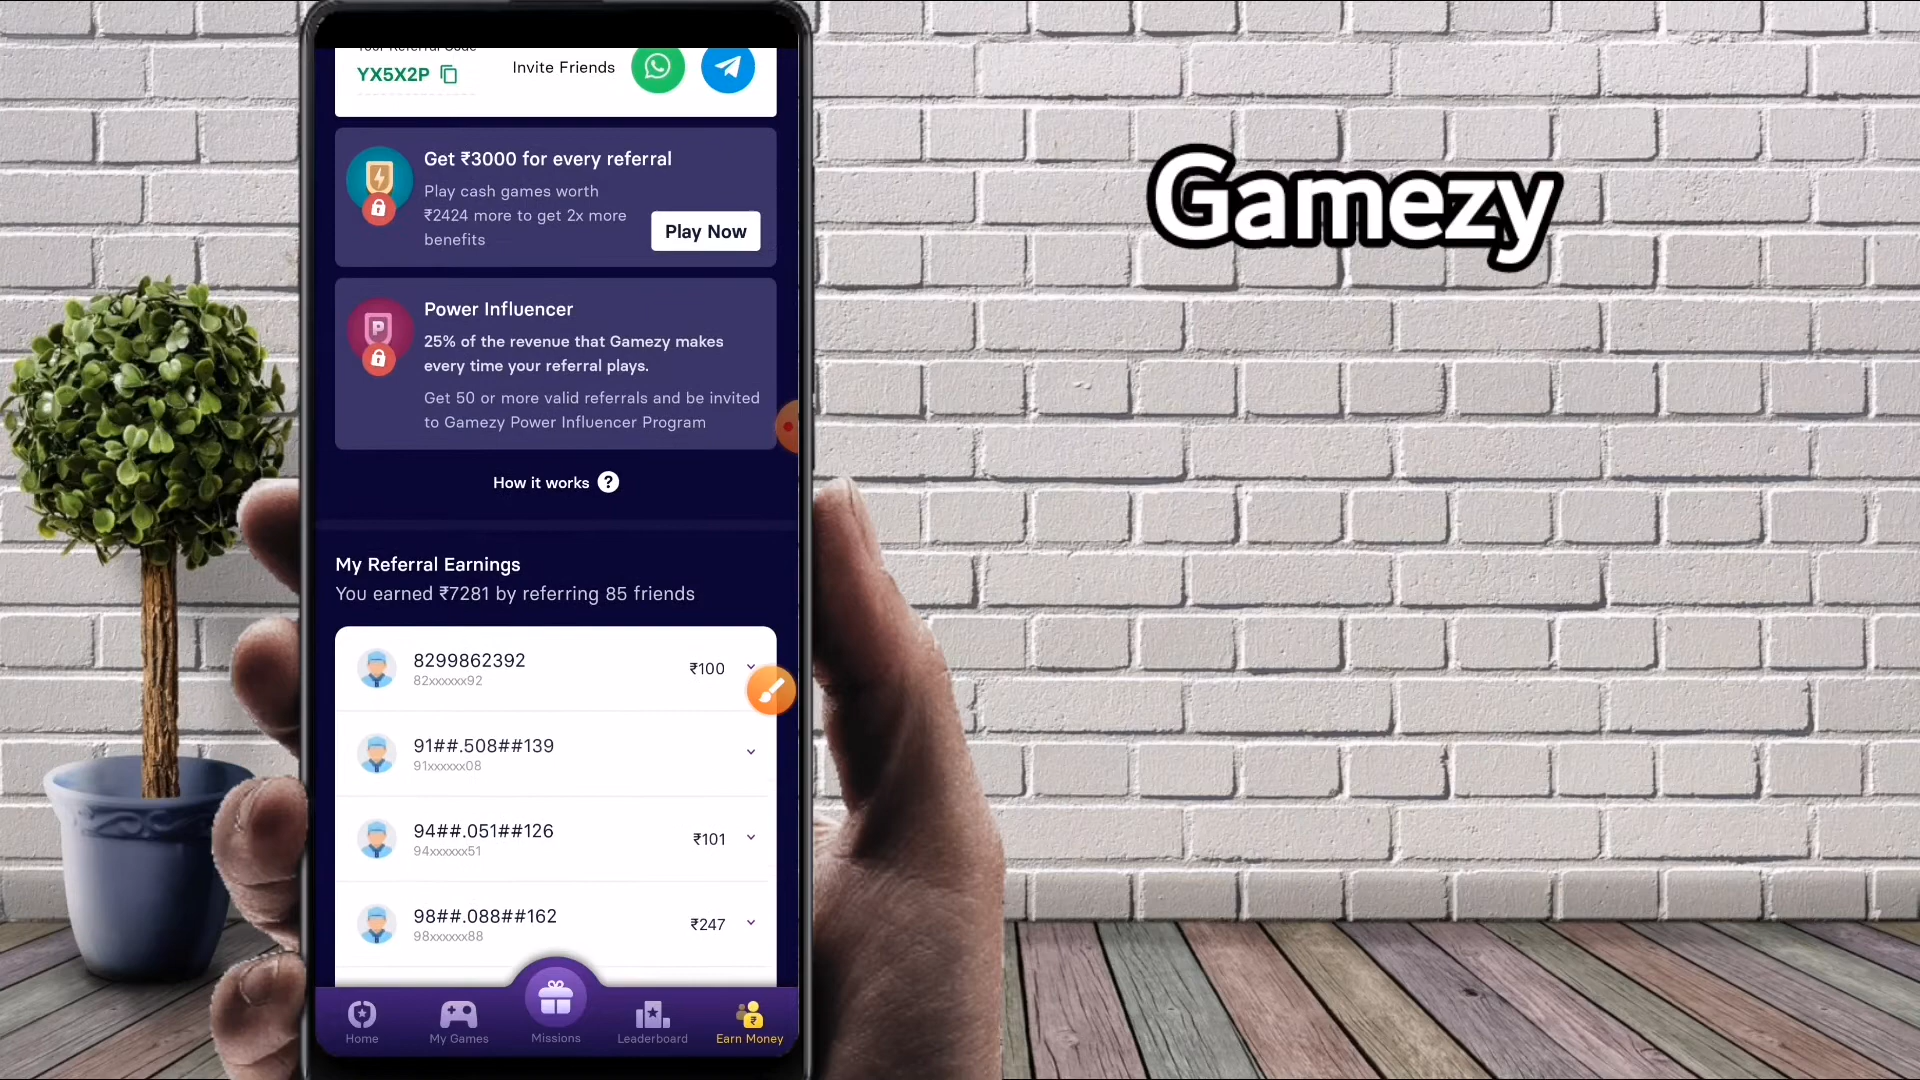 Your Referral Code
YX5X2P
Invite Friends
Get ₹3000 for every referral
Play cash games worth
₹2424 more to get 2x more
benefits
Play Now
P
Power Influencer
25% of the revenue that Gamezy makes
every time your referral plays.
Get 50 or more valid referrals and be invited
to Gamezy Power Influencer Program
How it works ?
My Referral Earnings
You earned ₹7281 by referring 85 friends
8299862392
82xxxxxx92
₹100
91##.508##139
91xxxxxx08
94##.051##126
94xxxxxx51
₹101
98##.088##162
98xxxxxx88
₹247
Home
My Games
Missions
Leaderboard
Earn Money
Gamezy